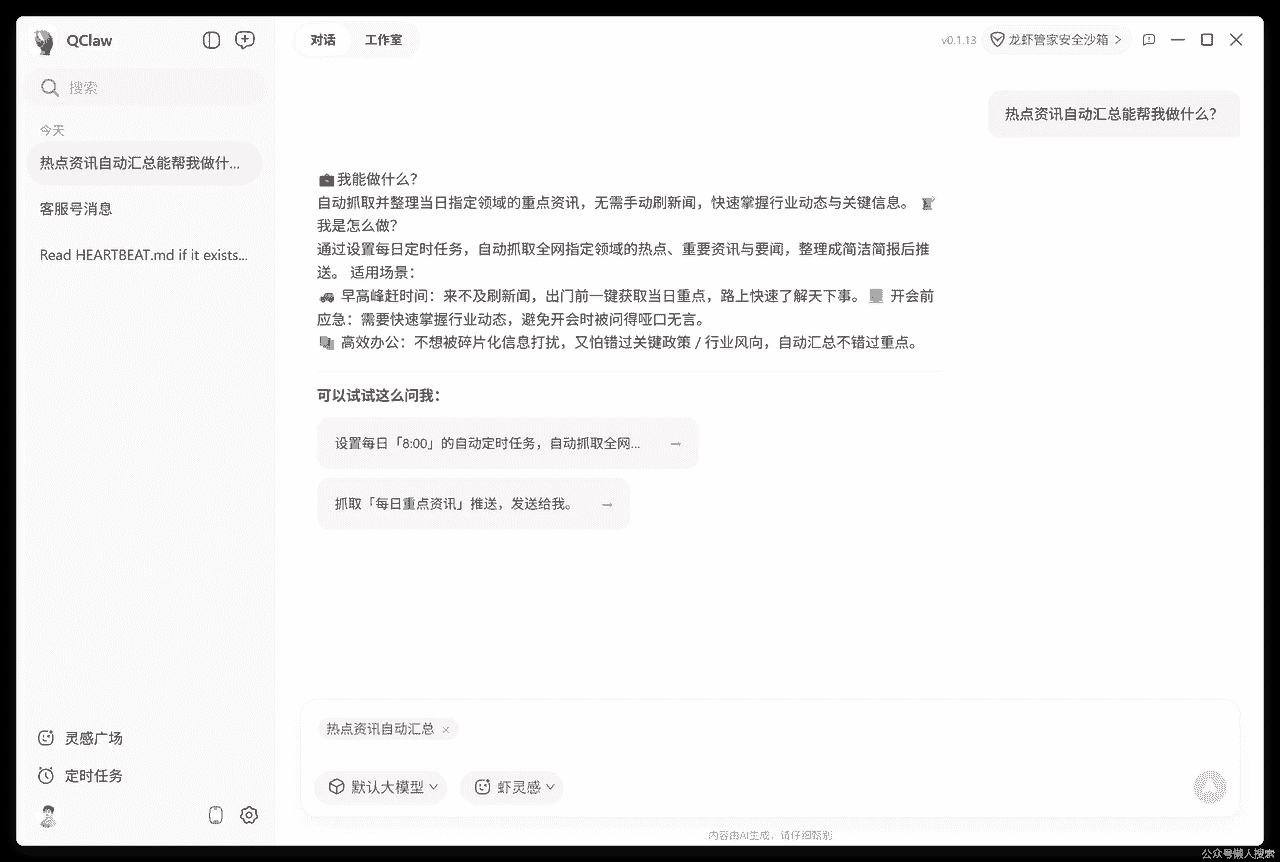 QClaw
对话
工作室
v0.1.13
龙虾管家安全沙箱
搜索
今天
热点资讯自动汇总能帮我做什...
客服号消息
Read HEARTBEAT.md if it exists...
热点资讯自动汇总能帮我做什么？
我能做什么？
自动抓取并整理当日指定领域的重点资讯，无需手动刷新闻，快速掌握行业动态与关键信息。
我是怎么做？
通过设置每日定时任务，自动抓取全网指定领域的热点、重要资讯与要闻，整理成简洁简报后推
送。 适用场景：
早高峰赶时间：来不及刷新闻，出门前一键获取当日重点，路上快速了解天下事。 开会前
应急：需要快速掌握行业动态，避免开会时被问得哑口无言。
高效办公：不想被碎片化信息打扰，又怕错过关键政策 / 行业风向，自动汇总不错过重点。
可以试试这么问我：
设置每日「8:00」的自动定时任务，自动抓取全网... →
抓取「每日重点资讯」推送，发送给我。 →
灵感广场
定时任务
热点资讯自动汇总 ×
默认大模型
虾灵感
内容由AI生成，请仔细甄别
公众号懒人搜索